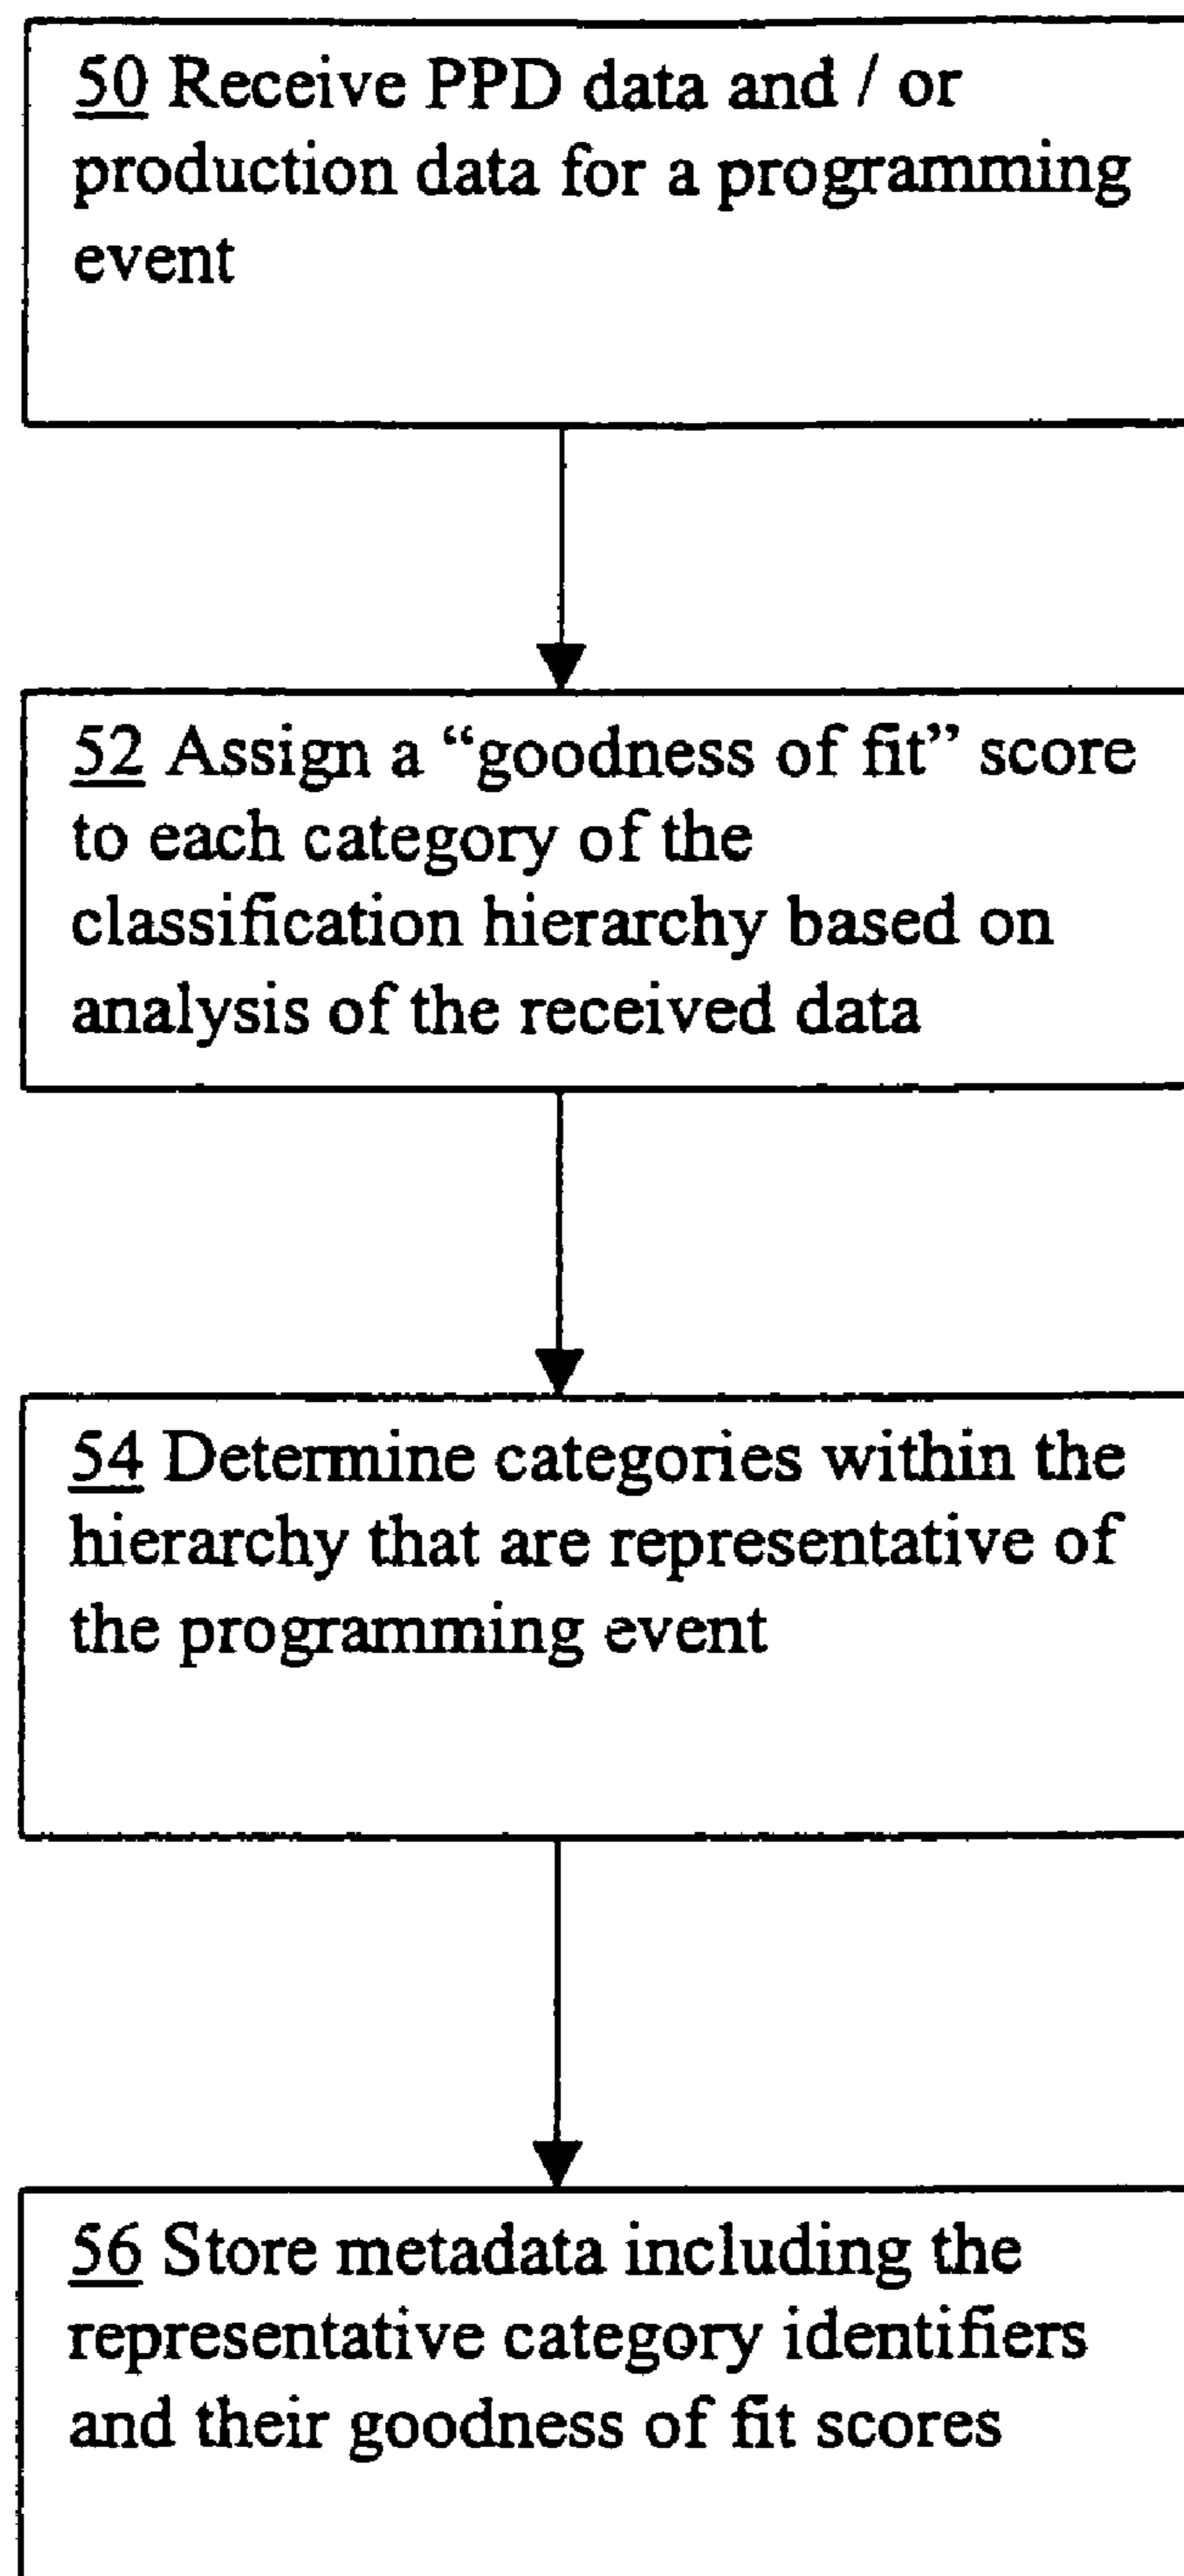 50 Receive PPD data and / or
production data for a programming
event
52 Assign a “goodness of fit” score
to each category of the
classification hierarchy based on
analysis of the received data
54 Determine categories within the
hierarchy that are representative of
the programming event
56 Store metadata including the
representative category identifiers
and their goodness of fit scores